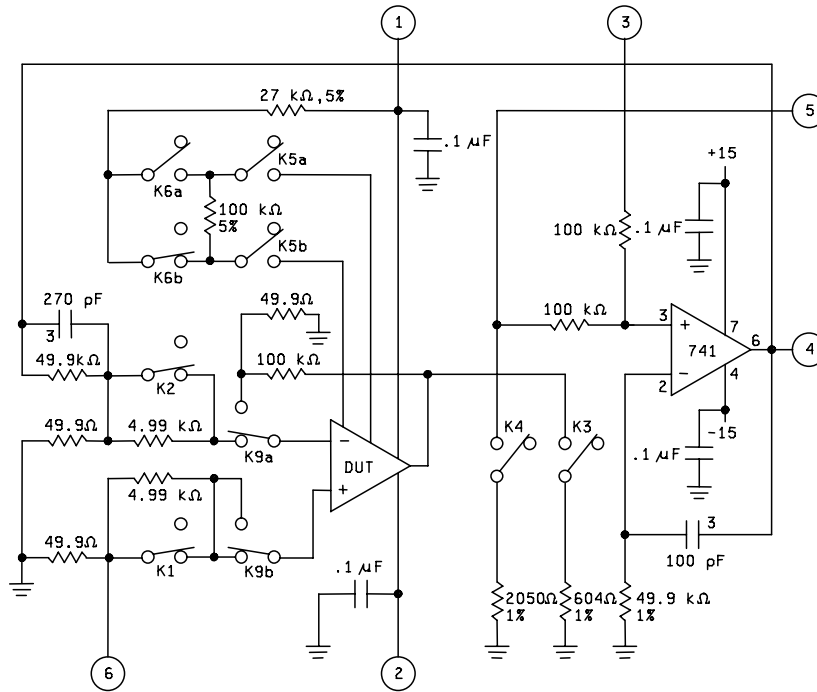 1
3
27 kΩ,5%
5
.1 μF
K6a
K5a
+15
100 kΩ
5%
100 kΩ
.1 μF
K6b
K5b
270 pF
3
49.9Ω
100 kΩ
3
+
7
741
6
4
49.9kΩ
K2
100 kΩ
−
2
4
49.9Ω
4.99 kΩ
K9a
−
DUT
+
K4
K3
-15
.1 μF
4.99 kΩ
3
49.9Ω
K1
K9b
.1 μF
100 pF
2050Ω
1%
604Ω
1%
49.9 kΩ
1%
6
2